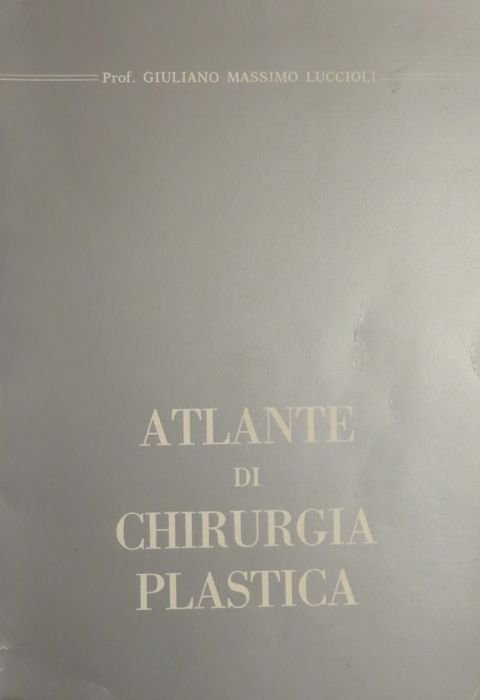 Prof. GIULIANO MASSIMO LUCCIOLI
ATLANTE
DI
CHIRURGIA
PLASTICA